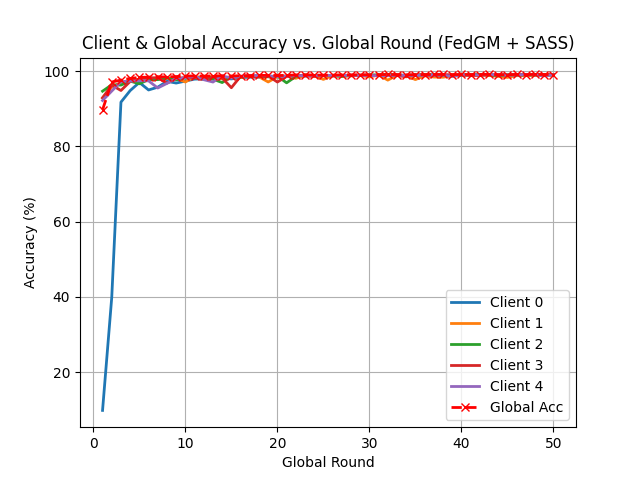 Client & Global Accuracy vs. Global Round (FedGM + SASS)
100
80
60
40
20
Accuracy (%)
0
10
20
30
40
50
Global Round
Client 0
Client 1
Client 2
Client 3
Client 4
Global Acc